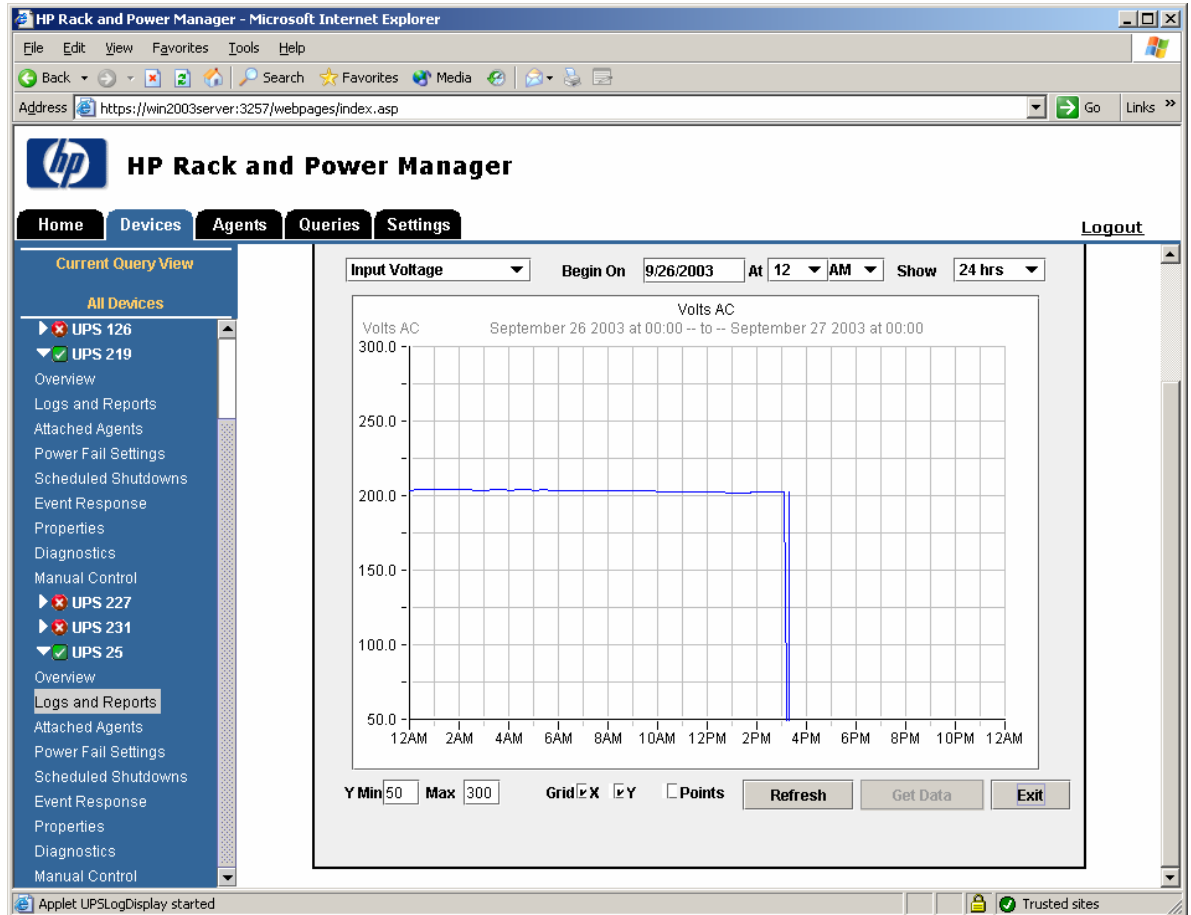 HP Rack and Power Manager - Microsoft Internet Explorer
File Edit View Favorites Tools Help
Back Search Favorites Media
Address https://win2003server:3257/webpages/index.asp Go Links »
hp HP Rack and Power Manager
Home Devices Agents Queries Settings Logout
Current Query View
All Devices
UPS 126
UPS 219
Overview
Logs and Reports
Attached Agents
Power Fail Settings
Scheduled Shutdowns
Event Response
Properties
Diagnostics
Manual Control
UPS 227
UPS 231
UPS 25
Overview
Logs and Reports
Attached Agents
Power Fail Settings
Scheduled Shutdowns
Event Response
Properties
Diagnostics
Manual Control
Input Voltage Begin On 9/26/2003 At 12 AM Show 24 hrs
Volts AC
Volts AC September 26 2003 at 00:00 -- to -- September 27 2003 at 00:00
300.0
250.0
200.0
150.0
100.0
50.0
12AM 2AM 4AM 6AM 8AM 10AM 12PM 2PM 4PM 6PM 8PM 10PM 12AM
Y Min 50 Max 300 Grid X Y Points Refresh Get Data Exit
Applet UPSLogDisplay started Trusted sites